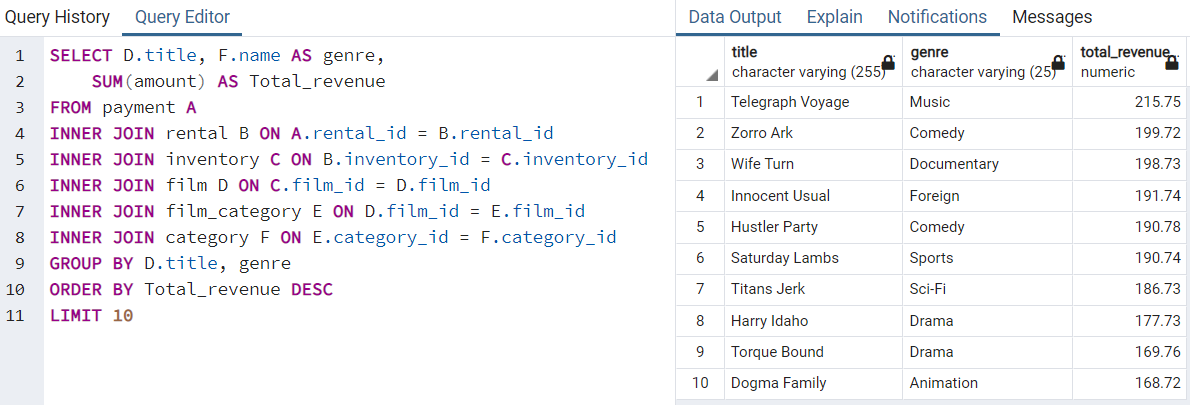 Query History Query Editor
1 SELECT D.title, F.name AS genre,
2 SUM(amount) AS Total_revenue
3 FROM payment A
4 INNER JOIN rental B ON A.rental_id = B.rental_id
5 INNER JOIN inventory C ON B.inventory_id = C.inventory_id
6 INNER JOIN film D ON C.film_id = D.film_id
7 INNER JOIN film_category E ON D.film_id = E.film_id
8 INNER JOIN category F ON E.category_id = F.category_id
9 GROUP BY D.title, genre
10 ORDER BY Total_revenue DESC
11 LIMIT 10
Data Output Explain Notifications Messages
title genre total_revenue
character varying (255) character varying (25) numeric
1 Telegraph Voyage Music 215.75
2 Zorro Ark Comedy 199.72
3 Wife Turn Documentary 198.73
4 Innocent Usual Foreign 191.74
5 Hustler Party Comedy 190.78
6 Saturday Lambs Sports 190.74
7 Titans Jerk Sci-Fi 186.73
8 Harry Idaho Drama 177.73
9 Torque Bound Drama 169.76
10 Dogma Family Animation 168.72